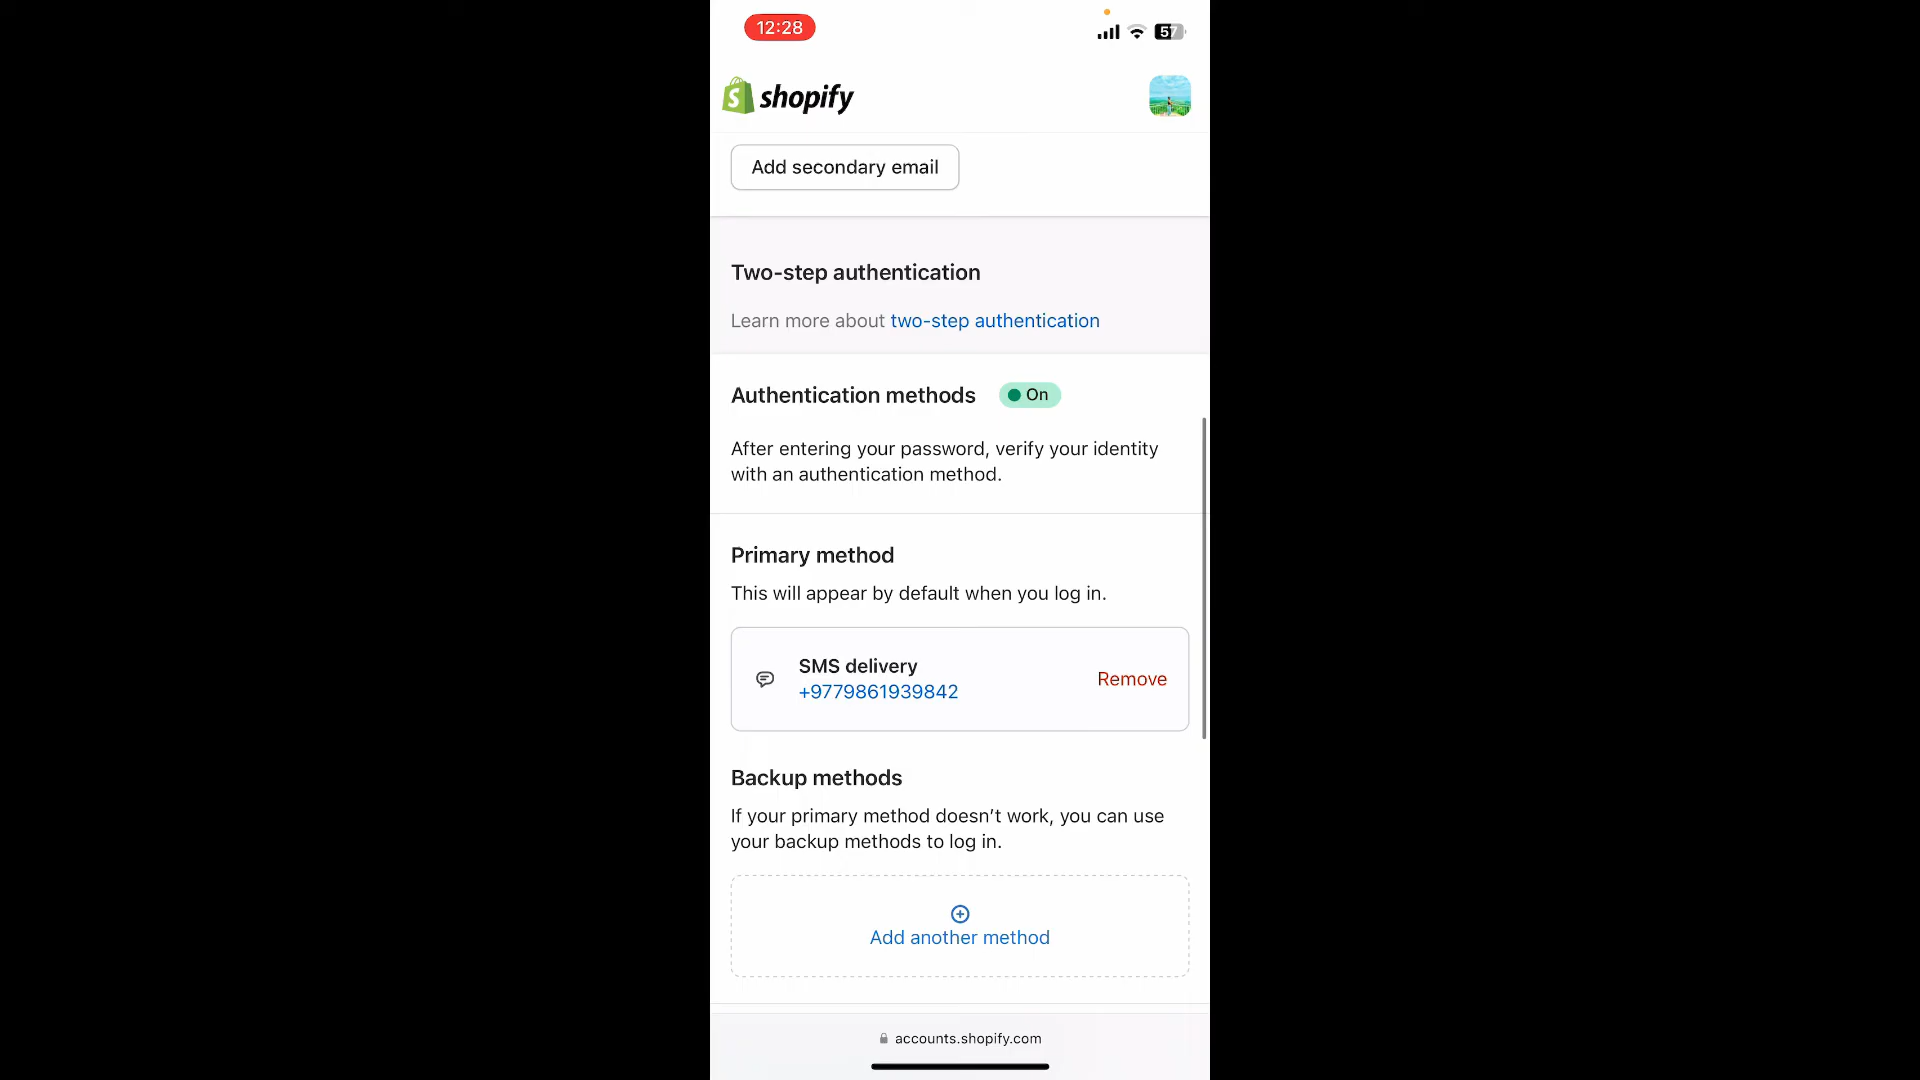 12:28
57
shopify
Add secondary email
Two-step authentication
Learn more about two-step authentication
Authentication methods
On
After entering your password, verify your identity
with an authentication method.
Primary method
This will appear by default when you log in.
SMS delivery
+9779861939842
Remove
Backup methods
If your primary method doesn’t work, you can use
your backup methods to log in.
Add another method
accounts.shopify.com